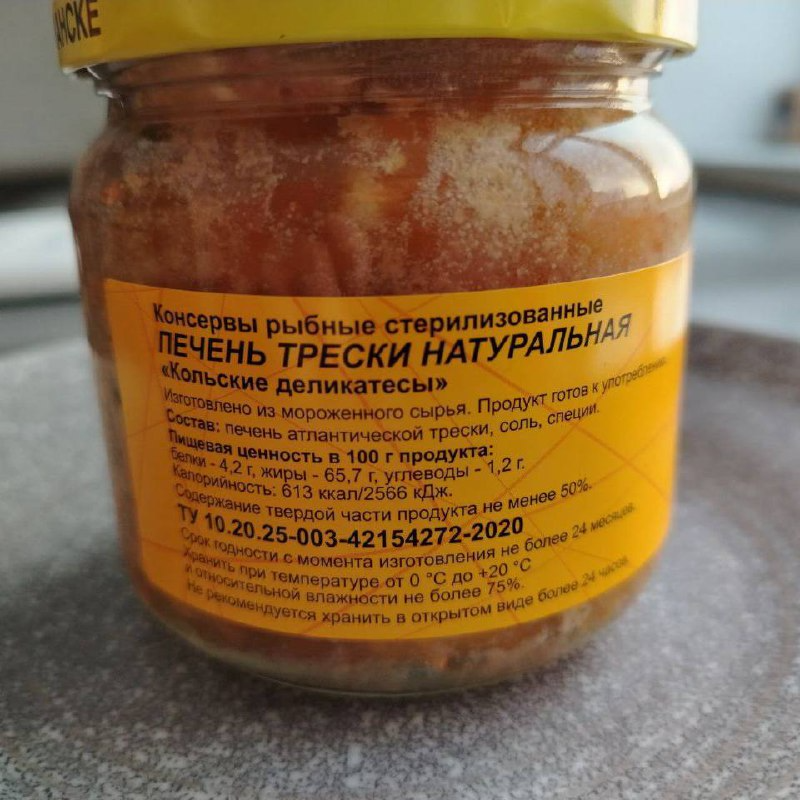 АНСКЕ
Консервы рыбные стерилизованные
ПЕЧЕНЬ ТРЕСКИ НАТУРАЛЬНАЯ
«Кольские деликатесы»
Изготовлено из мороженного сырья. Продукт готов к употреблению.
Состав: печень атлантической трески, соль, специи.
Пищевая ценность в 100 г продукта:
белки - 4,2 г, жиры - 65,7 г, углеводы - 1,2 г.
Калорийность: 613 ккал/2566 кДж.
Содержание твердой части продукта не менее 50%.
ТУ 10.20.25-003-42154272-2020
Срок годности с момента изготовления не более 24 месяцев.
Хранить при температуре от 0 °С до +20 °С
и относительной влажности не более 75%.
Не рекомендуется хранить в открытом виде более 24 часов.